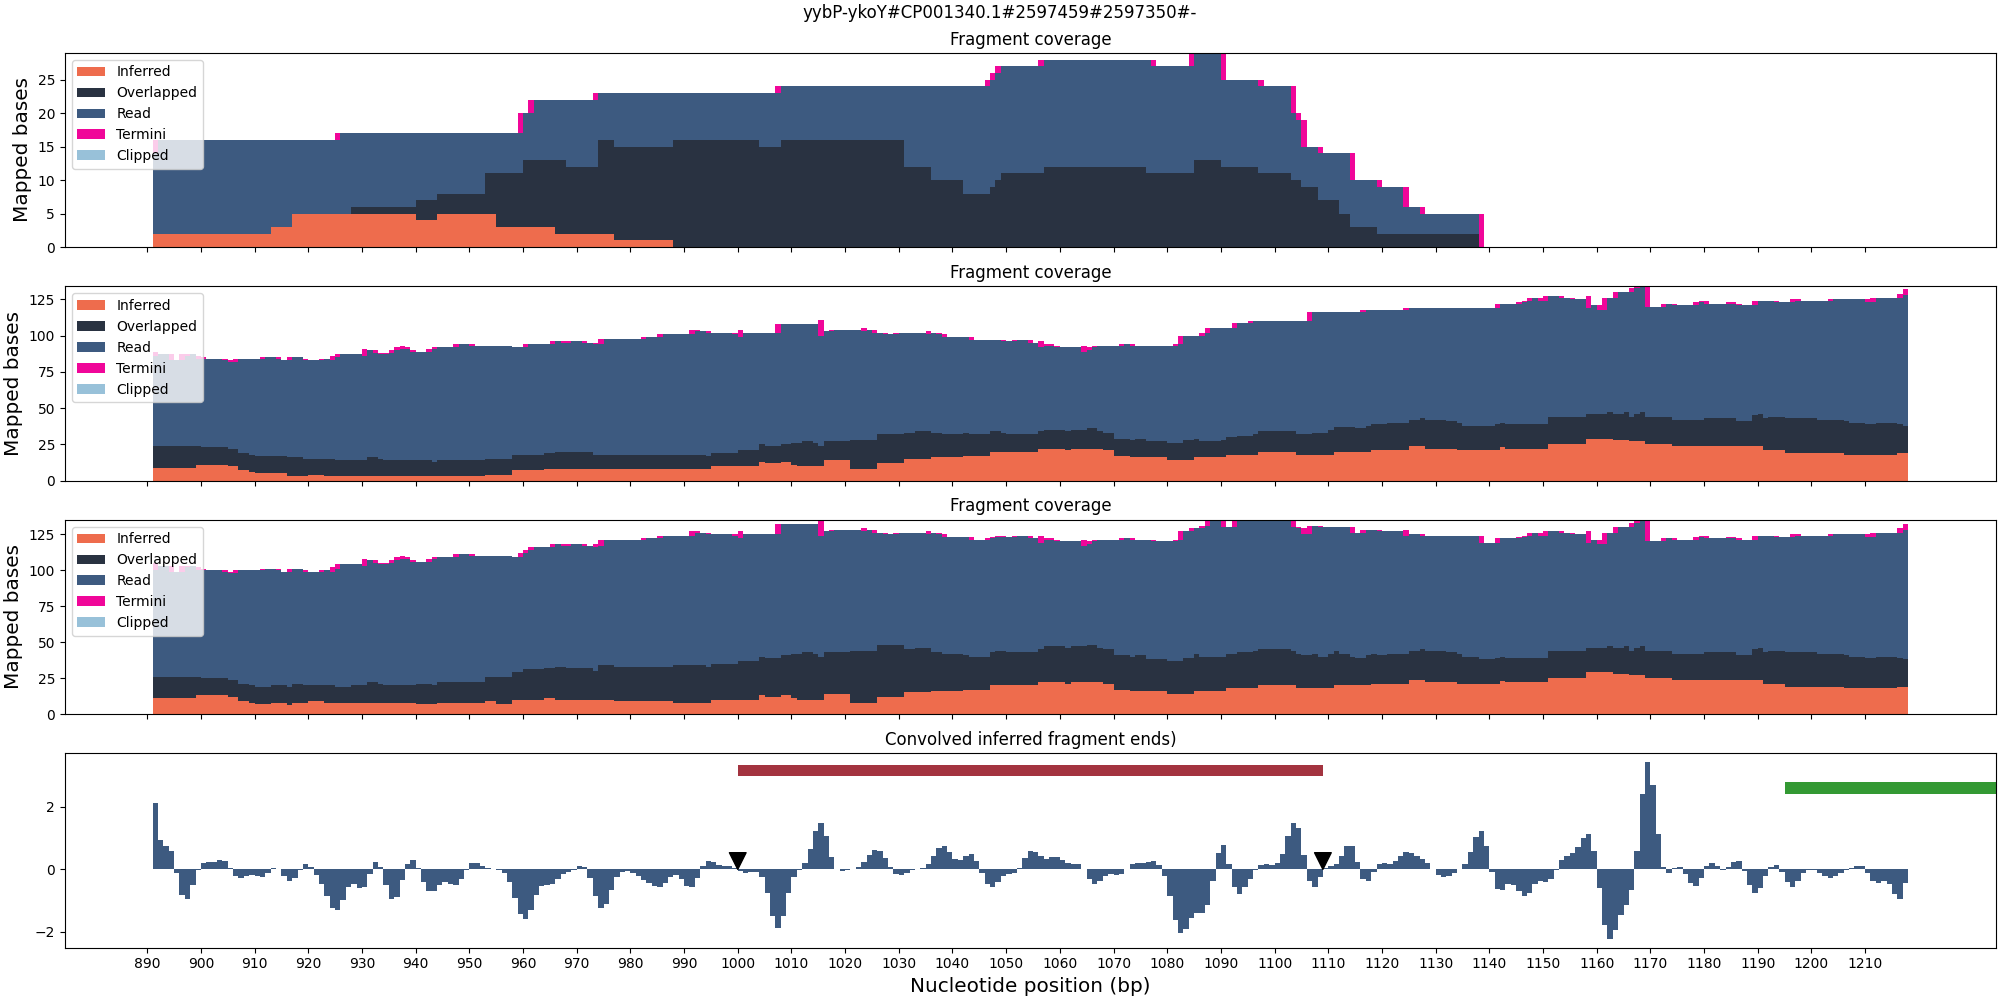 yybP-ykoY#CP001340.1#2597459#2597350#-
Fragment coverage
Mapped bases
25
20
15
10
5
0
Inferred
Overlapped
Read
Termini
Clipped
Fragment coverage
Mapped bases
125
100
75
50
25
0
Inferred
Overlapped
Read
Termini
Clipped
Fragment coverage
Mapped bases
125
100
75
50
25
0
Inferred
Overlapped
Read
Termini
Clipped
Convolved inferred fragment ends)
2
0
−2
890 900 910 920 930 940 950 960 970 980 990 1000 1010 1020 1030 1040 1050 1060 1070 1080 1090 1100 1110 1120 1130 1140 1150 1160 1170 1180 1190 1200 1210
Nucleotide position (bp)